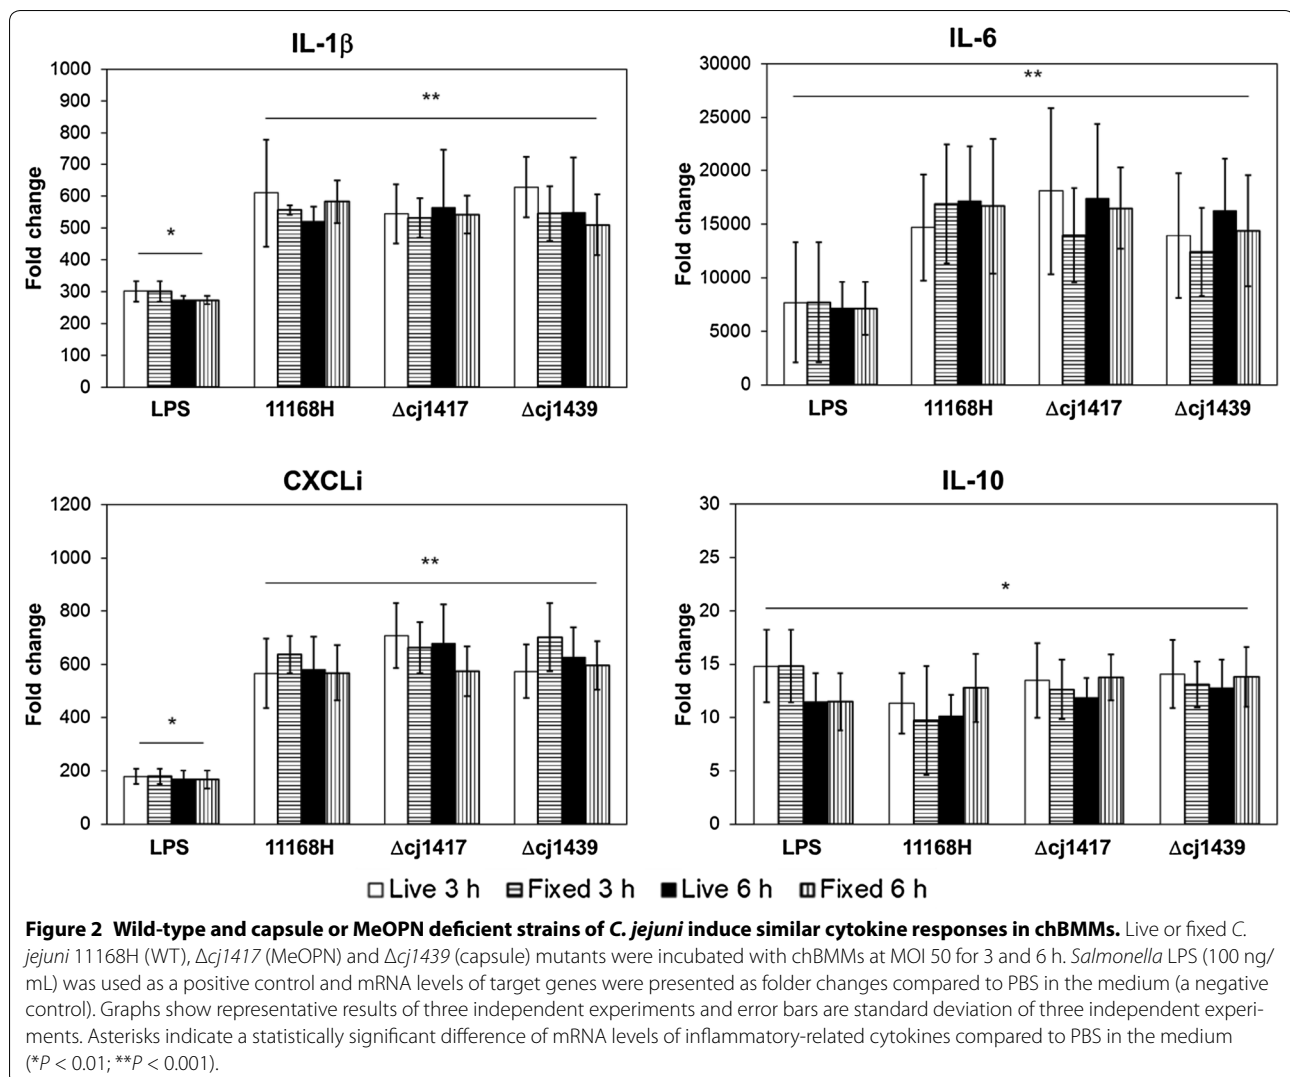 IL-1β
1000
900
800
700
600
500
400
300
200
100
0
Fold change
*
**
LPS 11168H Δcj1417 Δcj1439
IL-6
30000
25000
20000
15000
10000
5000
0
Fold change
**
LPS 11168H Δcj1417 Δcj1439
CXCLi
1200
1000
800
600
400
200
0
Fold change
*
**
LPS 11168H Δcj1417 Δcj1439
IL-10
30
25
20
15
10
5
0
Fold change
*
LPS 11168H Δcj1417 Δcj1439
Live 3 h Fixed 3 h Live 6 h Fixed 6 h
Figure 2 Wild-type and capsule or MeOPN deficient strains of C. jejuni induce similar cytokine responses in chBMMs. Live or fixed C.
jejuni 11168H (WT), Δcj1417 (MeOPN) and Δcj1439 (capsule) mutants were incubated with chBMMs at MOI 50 for 3 and 6 h. Salmonella LPS (100 ng/
mL) was used as a positive control and mRNA levels of target genes were presented as folder changes compared to PBS in the medium (a negative
control). Graphs show representative results of three independent experiments and error bars are standard deviation of three independent experi-
ments. Asterisks indicate a statistically significant difference of mRNA levels of inflammatory-related cytokines compared to PBS in the medium
(*P < 0.01; **P < 0.001).